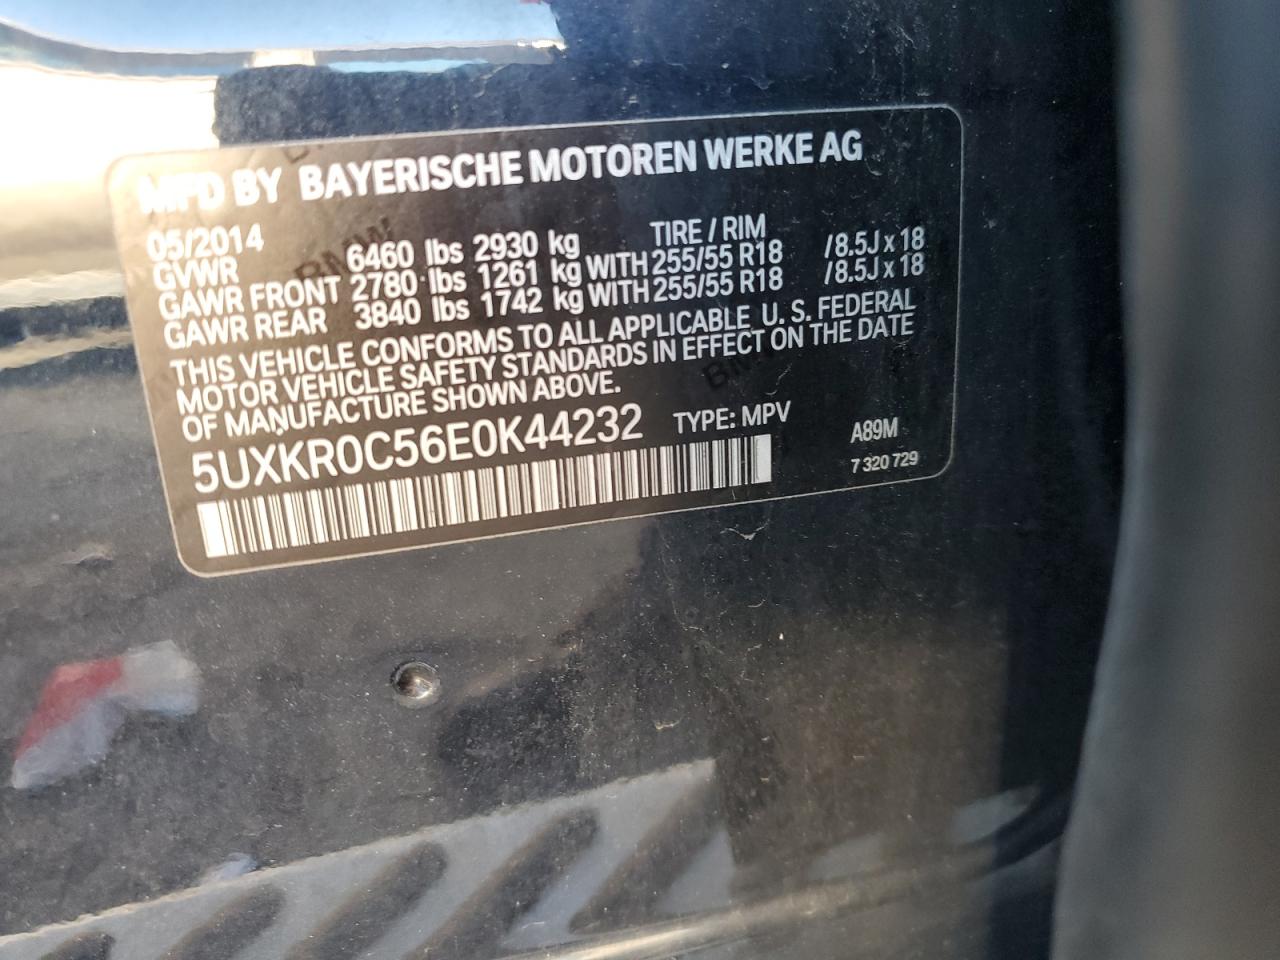 MFD BY BAYERISCHE MOTOREN WERKE AG
05/2014 TIRE / RIM
GVWR 6460 lbs 2930 kg
GAWR FRONT 2780 lbs 1261 kg WITH 255/55 R18 /8.5J x 18
GAWR REAR 3840 lbs 1742 kg WITH 255/55 R18 /8.5J x 18
THIS VEHICLE CONFORMS TO ALL APPLICABLE U. S. FEDERAL
MOTOR VEHICLE SAFETY STANDARDS IN EFFECT ON THE DATE
OF MANUFACTURE SHOWN ABOVE.
5UXKR0C56E0K44232 TYPE: MPV A89M
7 320 729
BMW
BMW